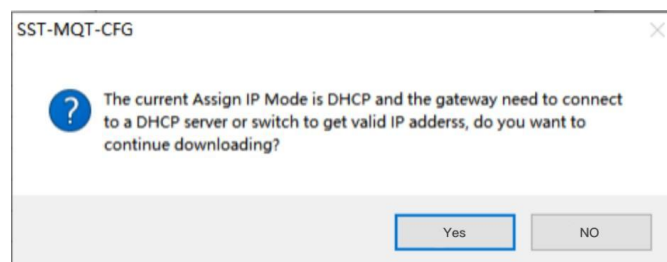 SST-MQT-CFG
The current Assign IP Mode is DHCP and the gateway need to connect
to a DHCP server or switch to get valid IP adderss, do you want to
continue downloading?
Yes
NO